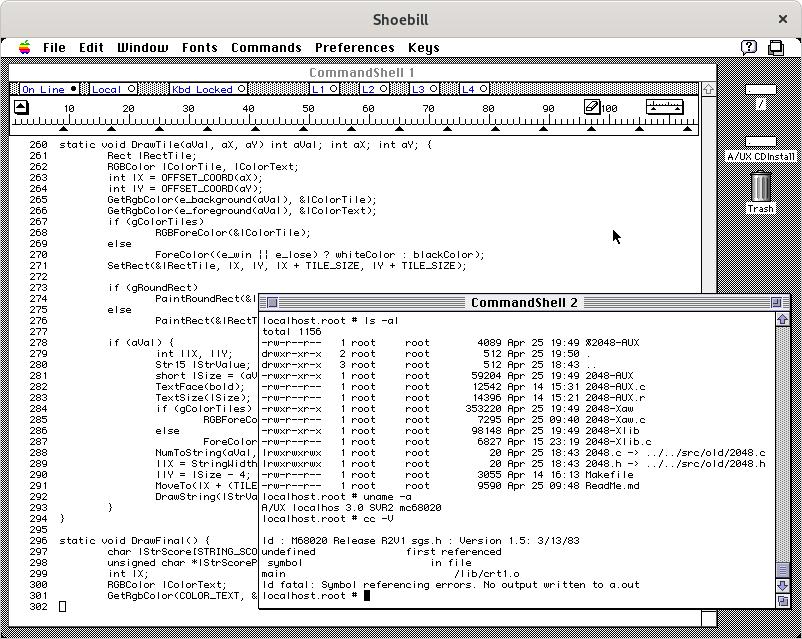 Shoebill
File Edit Window Fonts Commands Preferences Keys
CommandShell 1
On Line Local Kbd Locked L1 L2 L3 L4
10 20 30 40 50 60 70 80 90 100
/
A/UX CDInstall
Trash
260 static void DrawTile(aVal, aX, aY) int aVal; int aX; int aY; {
261 Rect lRectTile;
262 RGBColor lColorTile, lColorText;
263 int lX = OFFSET_COORD(aX);
264 int lY = OFFSET_COORD(aY);
265 GetRgbColor(e_background(aVal), &lColorTile);
266 GetRgbColor(e_foreground(aVal), &lColorText);
267 if (gColorTiles)
268 RGBForeColor(&lColorTile);
269 else
270 ForeColor((e_win || e_lose) ? whiteColor : blackColor);
271 SetRect(&lRectTile, lX, lY, lX + TILE_SIZE, lY + TILE_SIZE);
272
273 if (gRoundRect)
274 PaintRoundRect(&l
275 else
276 PaintRect(&lRectT
277
278 if (aVal) {
279 int llX, llY;
280 Str15 lStrValue;
281 short lSize = (aV
282 TextFace(bold);
283 TextSize(lSize);
284 if (gColorTiles)
285 RGBForeCo
286 else
287 ForeColor
288 NumToString(aVal,
289 llX = StringWidth
290 llY = lSize - 4;
291 MoveTo(lX + (TILE
292 DrawString(lStrVa
293 }
294 }
295
296 static void DrawFinal() {
297 char lStrScore[STRING_SCO
298 unsigned char *lStrScoreP
299 int lX;
300 RGBColor lColorText;
301 GetRgbColor(COLOR_TEXT, &
302
CommandShell 2
localhost.root # ls -al
total 1156
-rw-r--r-- 1 root root 4089 Apr 25 19:49 %2048-AUX
drwxr-xr-x 2 root root 512 Apr 25 19:50 .
drwxr-xr-x 3 root root 512 Apr 25 18:43 ..
-rwxr-xr-x 1 root root 59204 Apr 25 19:49 2048-AUX
-rw-r--r-- 1 root root 12542 Apr 14 15:31 2048-AUX.c
-rw-r--r-- 1 root root 14396 Apr 14 15:21 2048-AUX.r
-rwxr-xr-x 1 root root 353220 Apr 25 19:49 2048-Xaw
-rw-r--r-- 1 root root 7295 Apr 25 09:40 2048-Xaw.c
-rwxr-xr-x 1 root root 98148 Apr 25 19:49 2048-Xlib
-rw-r--r-- 1 root root 6827 Apr 15 23:19 2048-Xlib.c
lrwxrwxrwx 1 root root 20 Apr 25 18:43 2048.c -> ../../src/old/2048.c
lrwxrwxrwx 1 root root 20 Apr 25 18:43 2048.h -> ../../src/old/2048.h
-rw-r--r-- 1 root root 3055 Apr 14 16:13 Makefile
-rw-r--r-- 1 root root 9590 Apr 25 09:48 ReadMe.md
localhost.root # uname -a
A/UX localhos 3.0 SVR2 mc68020
localhost.root # cc -V

ld : M68020 Release R2V1 sgs.h : Version 1.5: 3/13/83
undefined first referenced
symbol in file
main /lib/crt1.o
ld fatal: Symbol referencing errors. No output written to a.out
localhost.root #